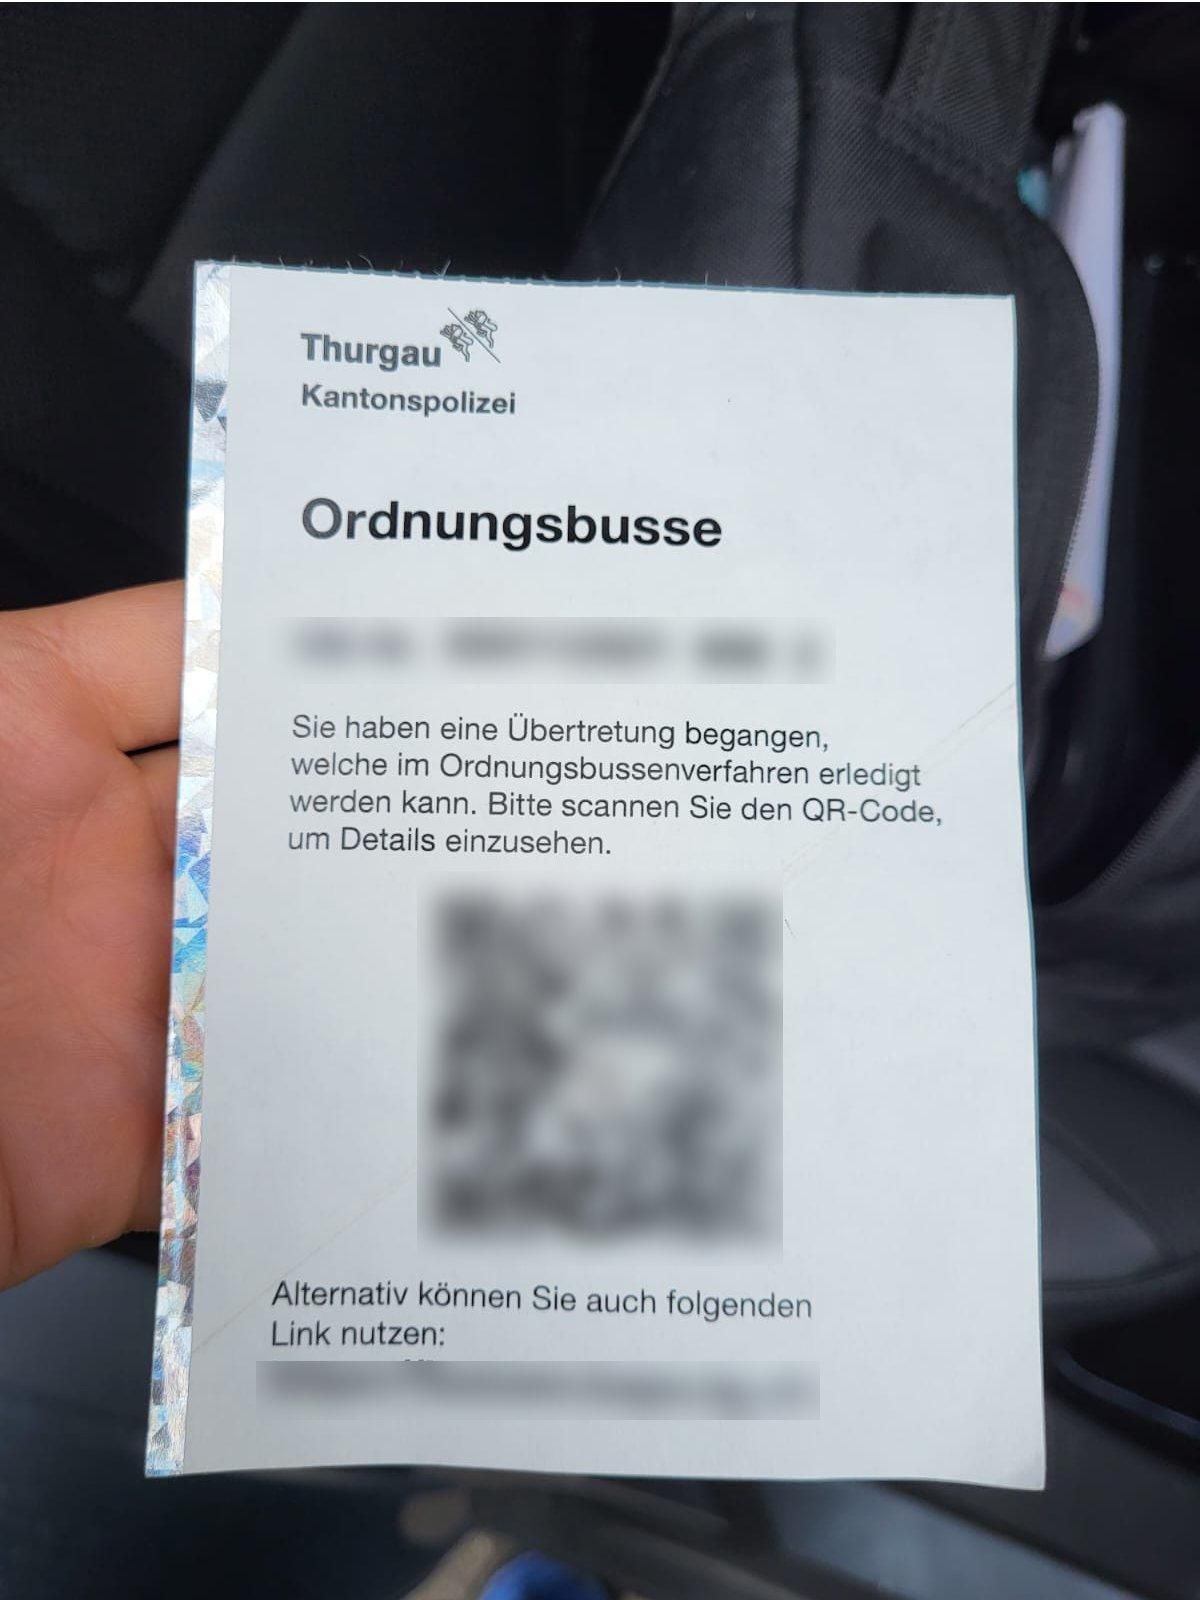 Thurgau
Kantonspolizei
Ordnungsbusse
Sie haben eine Übertretung begangen,
welche im Ordnungsbussenverfahren erledigt
werden kann. Bitte scannen Sie den QR-Code,
um Details einzusehen.
Alternativ können Sie auch folgenden
Link nutzen: